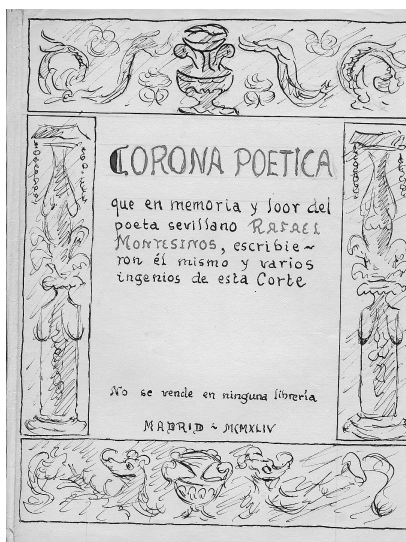 CORONA POETICA
que en memoria y loor del
poeta sevillano RAFAEL
MONTESINOS, escribie~
ron él mismo y varios
ingenios de esta Corte
No se vende en ninguna librería
MADRID ~ MCMXLIV